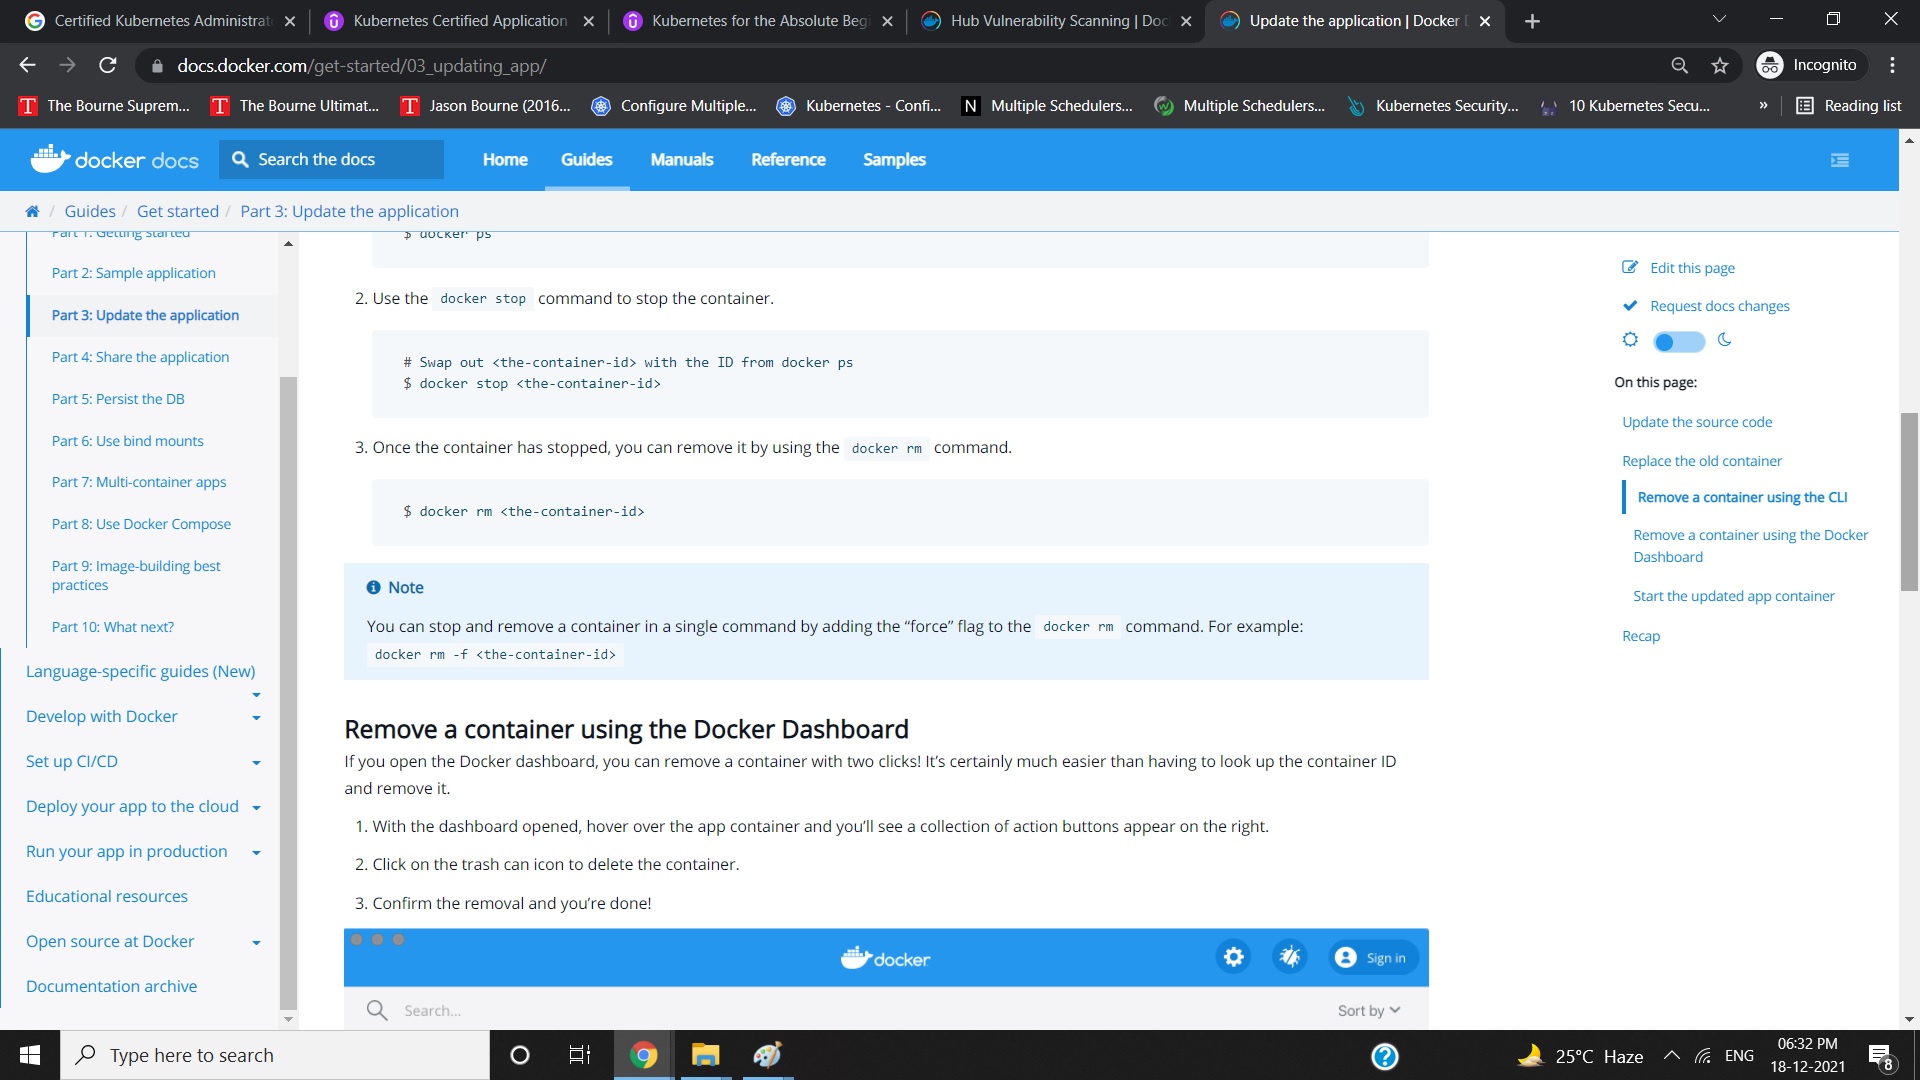 Certified Kubernetes Administrat
Kubernetes Certified Application
Kubernetes for the Absolute Beg
Hub Vulnerability Scanning | Doc
Update the application | Docker D
docs.docker.com/get-started/03_updating_app/
Incognito
The Bourne Suprem...
The Bourne Ultimat...
Jason Bourne (2016...
Configure Multiple...
Kubernetes - Confi...
N Multiple Schedulers...
Multiple Schedulers...
Kubernetes Security...
10 Kubernetes Secu...
» Reading list
docker docs
Search the docs
Home
Guides
Manuals
Reference
Samples
/ Guides / Get started / Part 3: Update the application
Part 1: Getting started
Part 2: Sample application
Part 3: Update the application
Part 4: Share the application
Part 5: Persist the DB
Part 6: Use bind mounts
Part 7: Multi-container apps
Part 8: Use Docker Compose
Part 9: Image-building best
practices
Part 10: What next?
Language-specific guides (New)
Develop with Docker
Set up CI/CD
Deploy your app to the cloud
Run your app in production
Educational resources
Open source at Docker
Documentation archive
$ docker ps
2. Use the docker stop command to stop the container.
# Swap out <the-container-id> with the ID from docker ps
$ docker stop <the-container-id>
3. Once the container has stopped, you can remove it by using the docker rm command.
$ docker rm <the-container-id>
Note
You can stop and remove a container in a single command by adding the “force” flag to the docker rm command. For example:
docker rm -f <the-container-id>
Remove a container using the Docker Dashboard
If you open the Docker dashboard, you can remove a container with two clicks! It’s certainly much easier than having to look up the container ID
and remove it.
1. With the dashboard opened, hover over the app container and you’ll see a collection of action buttons appear on the right.
2. Click on the trash can icon to delete the container.
3. Confirm the removal and you’re done!
docker
Sign in
Search...
Sort by
Edit this page
Request docs changes
On this page:
Update the source code
Replace the old container
Remove a container using the CLI
Remove a container using the Docker
Dashboard
Start the updated app container
Recap
Type here to search
25°C Haze
ENG
06:32 PM
18-12-2021
8